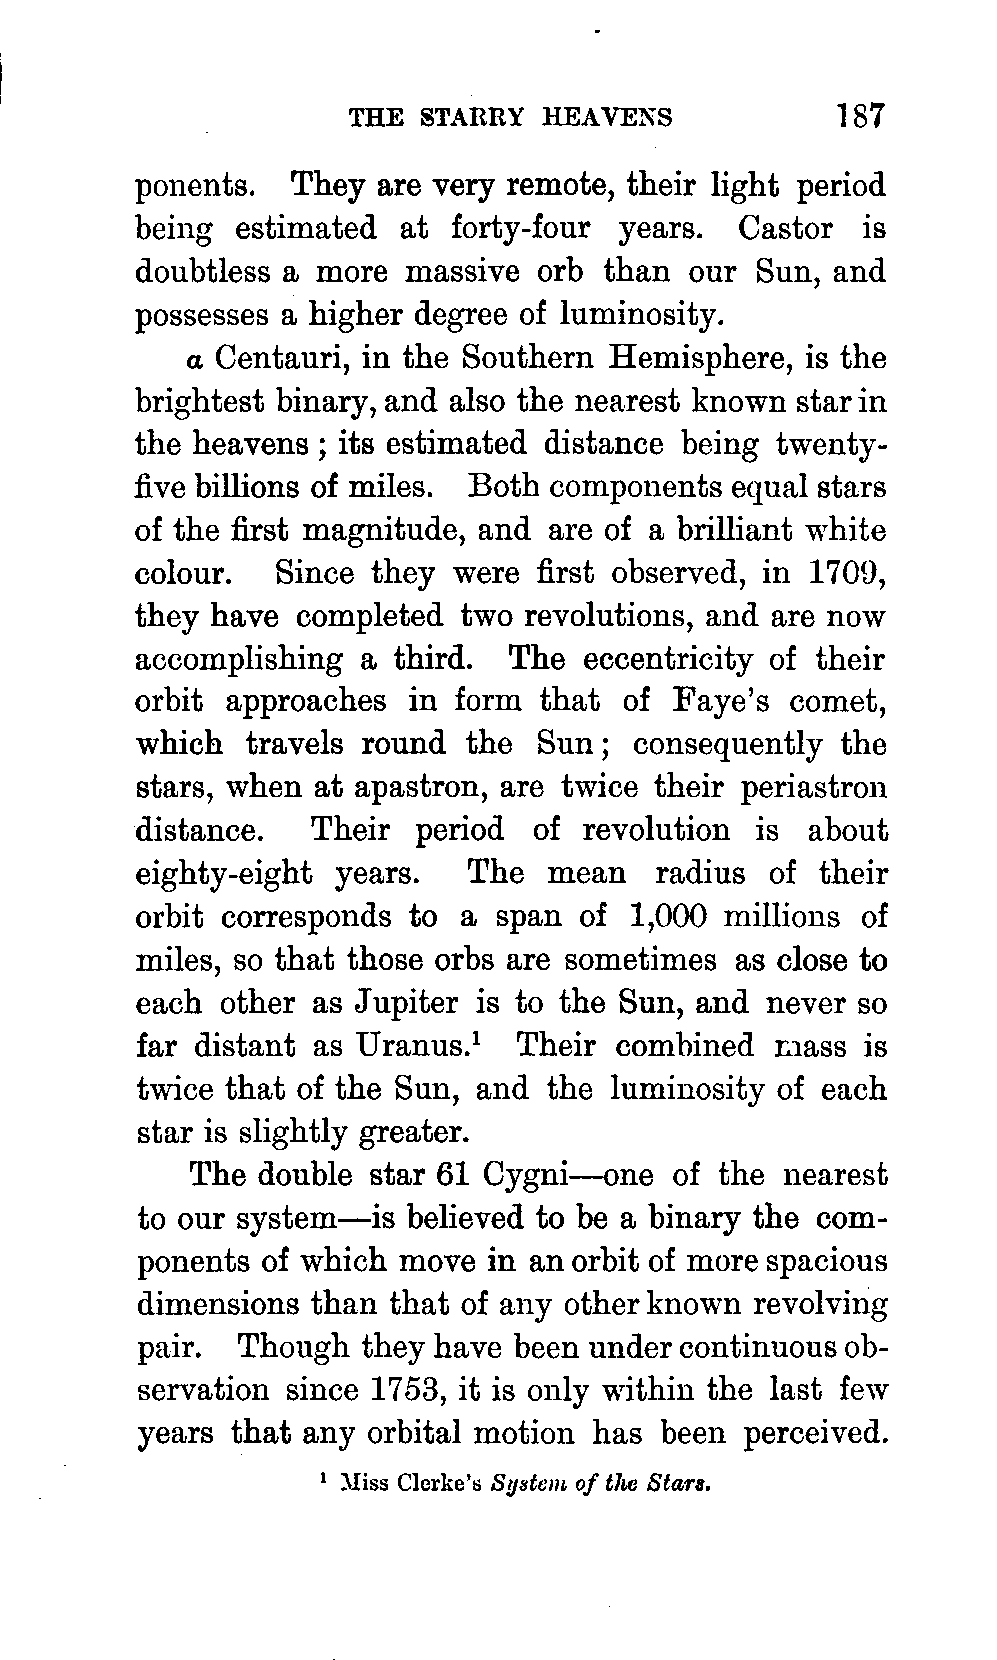 THE STARRY HEAVENS 187
ponents. They are very remote, their light period
being estimated at forty-four years. Castor is
doubtless a more massive orb than our Sun, and
possesses a higher degree of luminosity.
α Centauri, in the Southern Hemisphere, is the
brightest binary, and also the nearest known star in
the heavens ; its estimated distance being twenty-
five billions of miles. Both components equal stars
of the first magnitude, and are of a brilliant white
colour. Since they were first observed, in 1709,
they have completed two revolutions, and are now
accomplishing a third. The eccentricity of their
orbit approaches in form that of Faye's comet,
which travels round the Sun ; consequently the
stars, when at apastron, are twice their periastron
distance. Their period of revolution is about
eighty-eight years. The mean radius of their
orbit corresponds to a span of 1,000 millions of
miles, so that those orbs are sometimes as close to
each other as Jupiter is to the Sun, and never so
far distant as Uranus.¹ Their combined mass is
twice that of the Sun, and the luminosity of each
star is slightly greater.
The double star 61 Cygni—one of the nearest
to our system—is believed to be a binary the com-
ponents of which move in an orbit of more spacious
dimensions than that of any other known revolving
pair. Though they have been under continuous ob-
servation since 1753, it is only within the last few
years that any orbital motion has been perceived.
¹ Miss Clerke's System of the Stars.